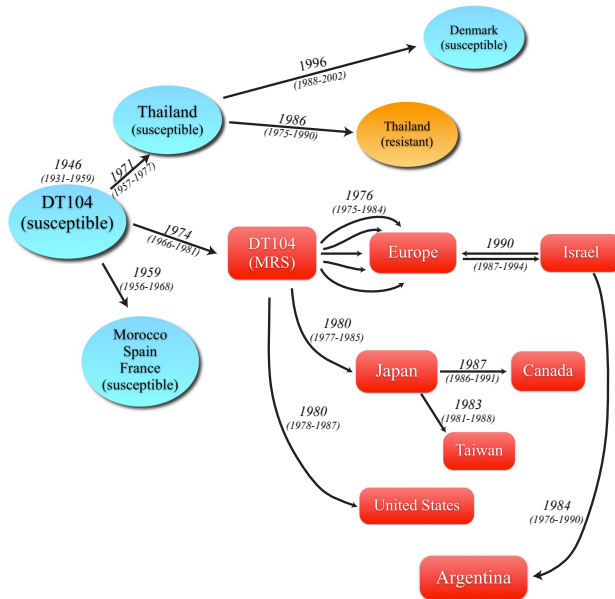 Denmark
(susceptible)
1996
(1988-2002)
Thailand
(susceptible)
1986
(1975-1990)
Thailand
(resistant)
1946
(1931-1959)
1971
(1957-1977)
DT104
(susceptible)
1974
(1966-1981)
1976
(1975-1984)
DT104
(MRS)
Europe
1990
(1987-1994)
Israel
1959
(1956-1968)
Morocco
Spain
France
(susceptible)
1980
(1977-1985)
Japan
1987
(1986-1991)
Canada
1983
(1981-1988)
Taiwan
1980
(1978-1987)
United States
1984
(1976-1990)
Argentina